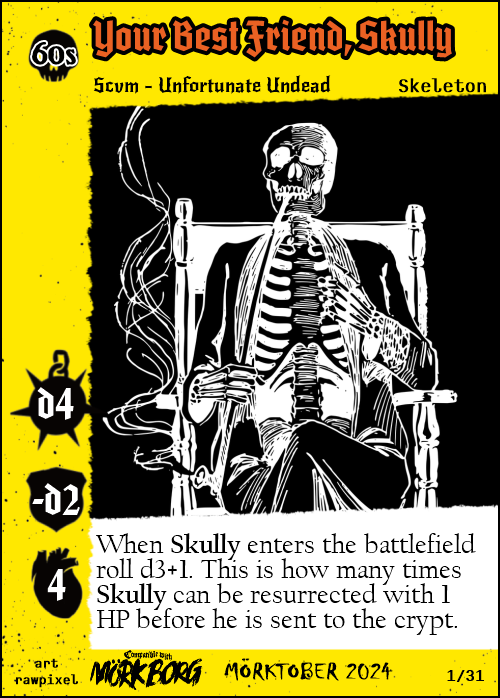 60s
Your Best Friend, Skully
Scvm - Unfortunate Undead
Skeleton
2
d4
-d2
4
When Skully enters the battlefield
roll d3+1. This is how many times
Skully can be resurrected with 1
HP before he is sent to the crypt.
art
rawpixel
Compatible with
MÖRK BORG
MÖRKTOBER 2024
1/31